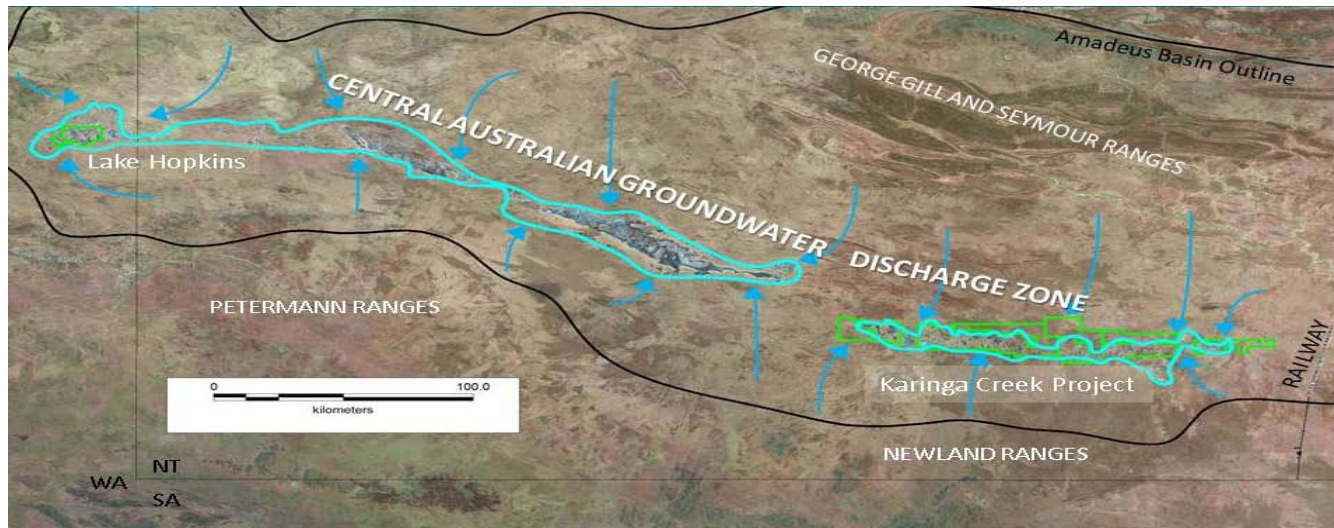 Amadeus Basin Outline
GEORGE GILL AND SEYMOUR RANGES
CENTRAL AUSTRALIAN GROUNDWATER DISCHARGE ZONE
Lake Hopkins
PETERMANN RANGES
Karinga Creek Project
RAILWAY
0 100.0
kilometers
NEWLAND RANGES
NT
WA
SA